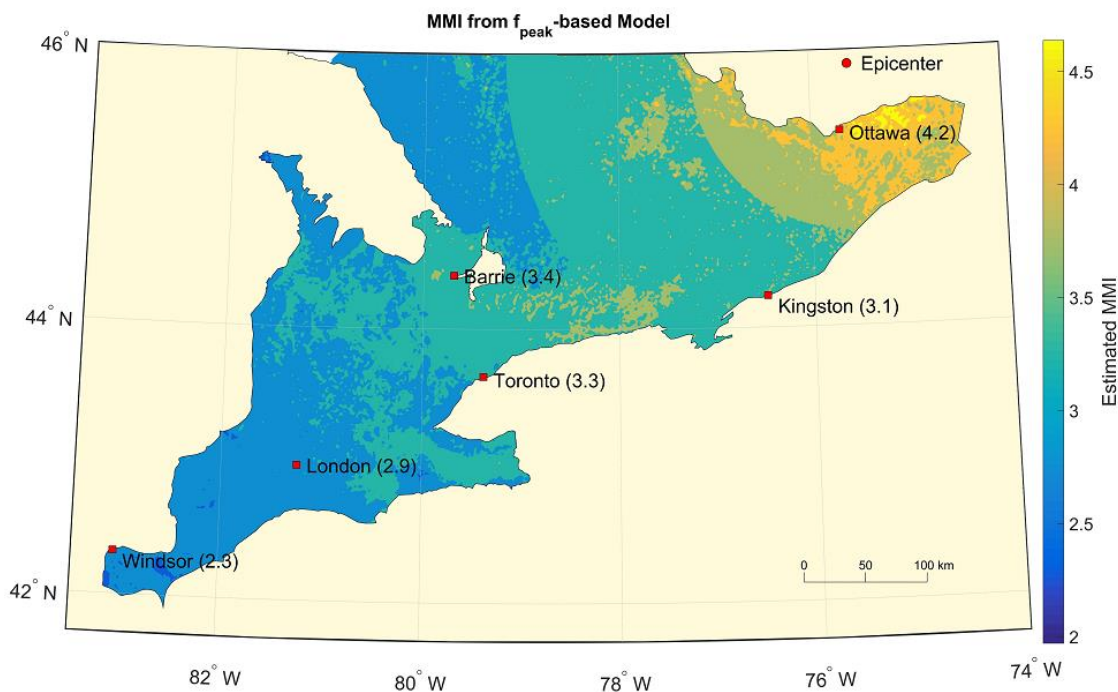 MMI from fpeak-based Model
46° N
Epicenter
4.5
Ottawa (4.2)
4
Barrie (3.4)
Kingston (3.1)
44° N
3.5
Estimated MMI
Toronto (3.3)
3
London (2.9)
2.5
Windsor (2.3)
0 50 100 km
42° N
2
82° W 80° W 78° W 76° W 74° W